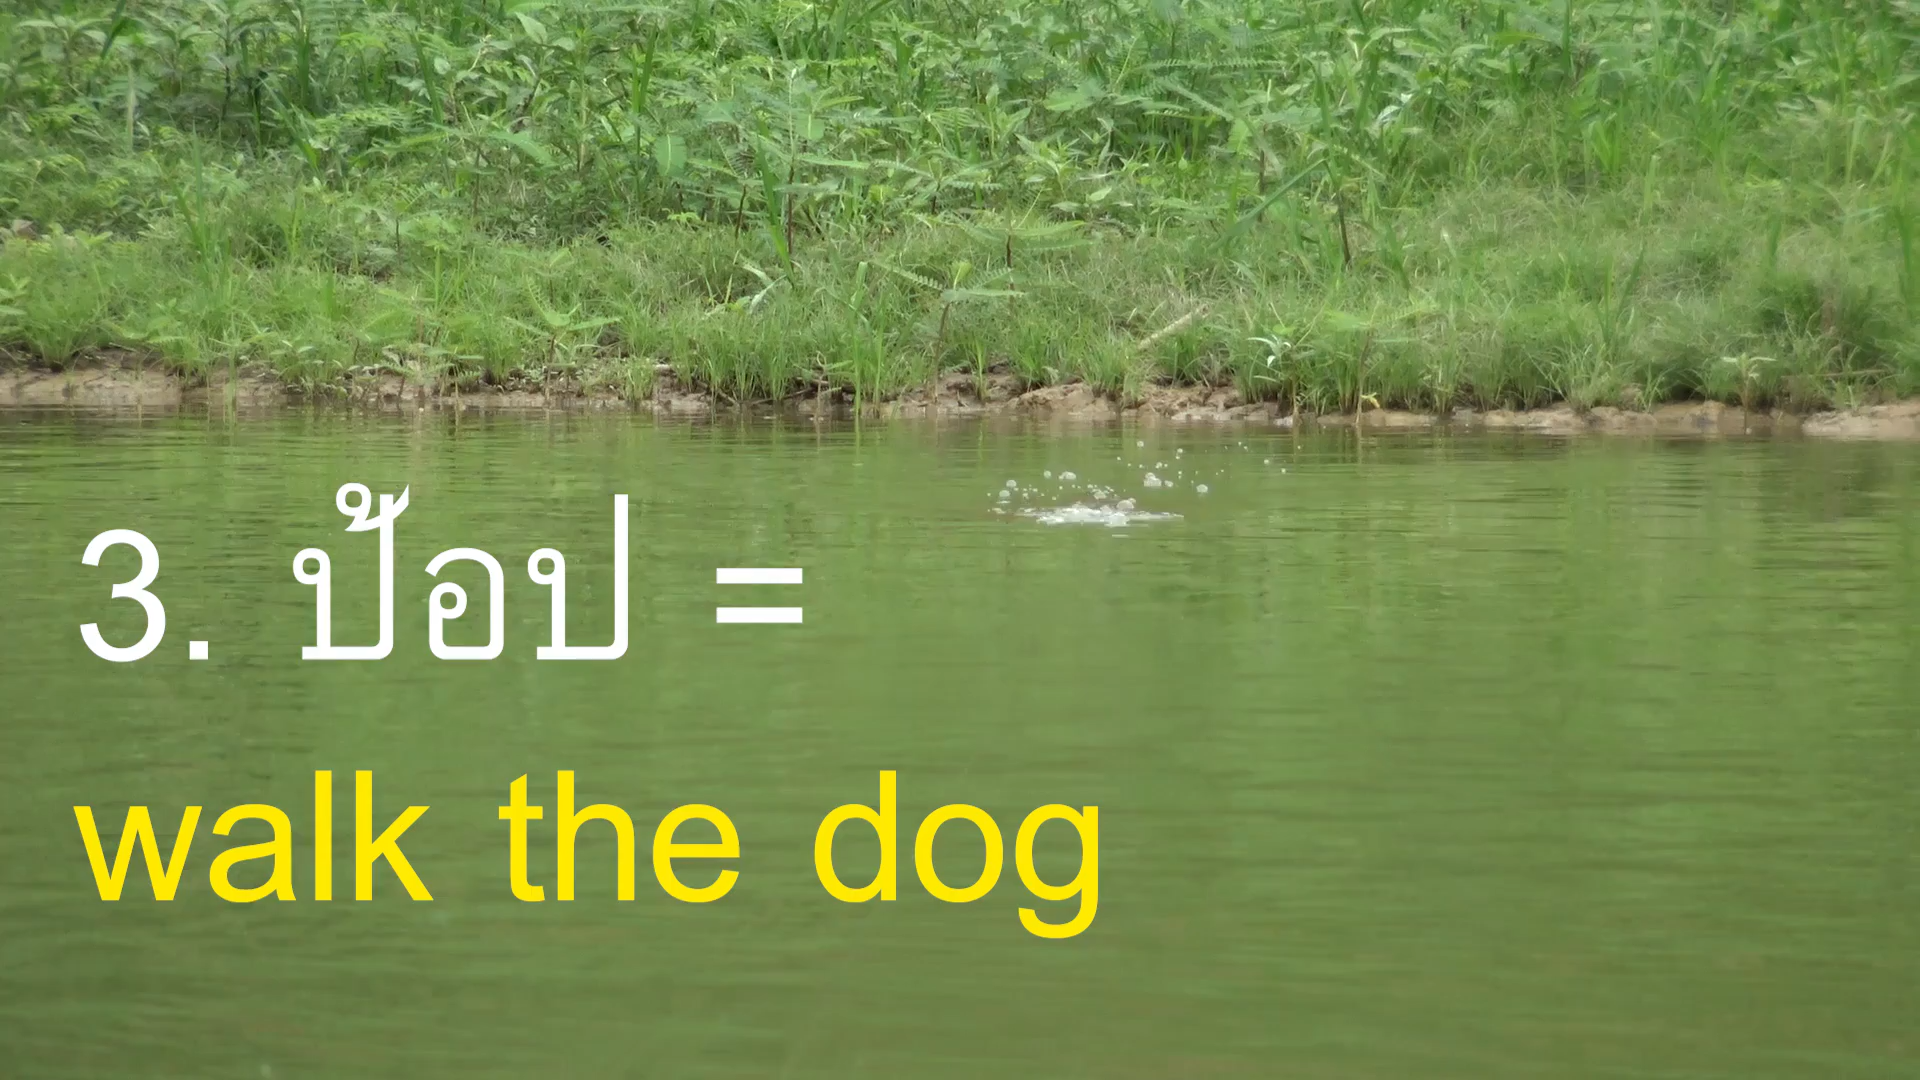 3. ป้อป =
walk the dog